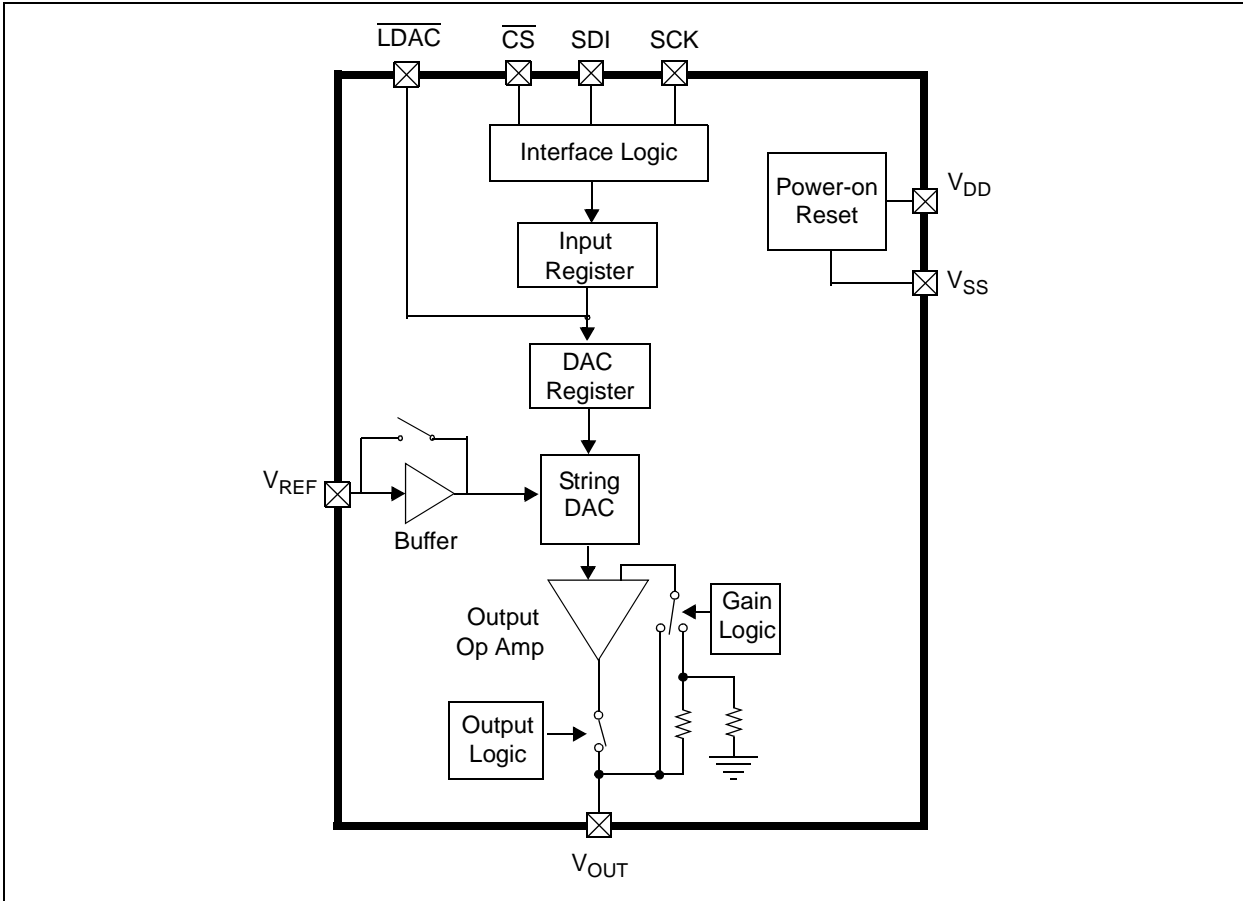 LDAC CS SDI SCK
Interface Logic
Power-on
Reset
VDD
Input
Register
VSS
DAC
Register
VREF
String
DAC
Buffer
Output
Op Amp
Gain
Logic
Output
Logic
VOUT